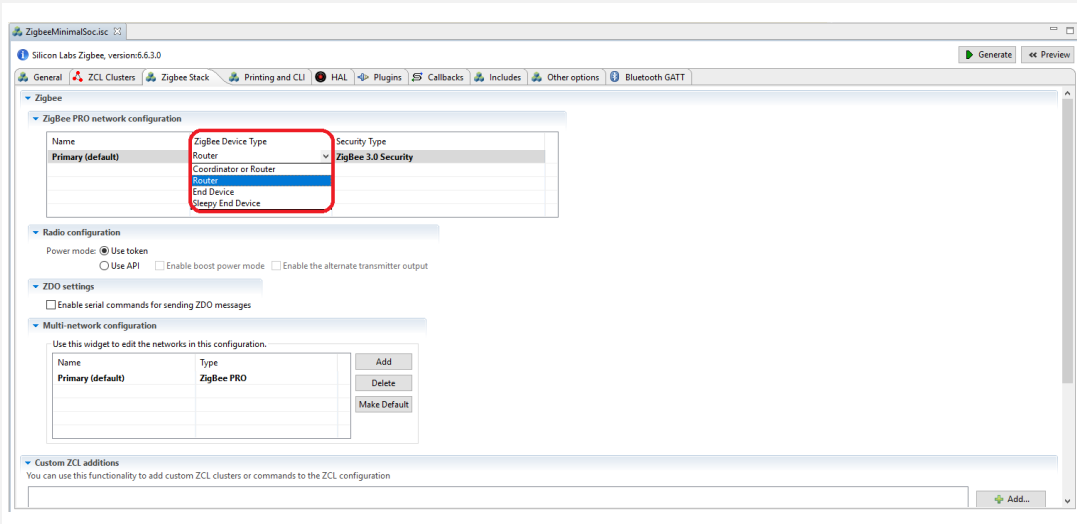 ZigbeeMinimalSoc.isc
Silicon Labs Zigbee, version:6.6.3.0 Generate Preview
General ZCL Clusters Zigbee Stack Printing and CLI HAL Plugins Callbacks Includes Other options Bluetooth GATT
Zigbee
ZigBee PRO network configuration
Name ZigBee Device Type Security Type
Primary (default) Router ZigBee 3.0 Security
Coordinator or Router
Router
End Device
Sleepy End Device
Radio configuration
Power mode: Use token
Use API Enable boost power mode Enable the alternate transmitter output
ZDO settings
Enable serial commands for sending ZDO messages
Multi-network configuration
Use this widget to edit the networks in this configuration.
Name Type Add
Primary (default) ZigBee PRO Delete
Make Default
Custom ZCL additions
You can use this functionality to add custom ZCL clusters or commands to the ZCL configuration
Add...